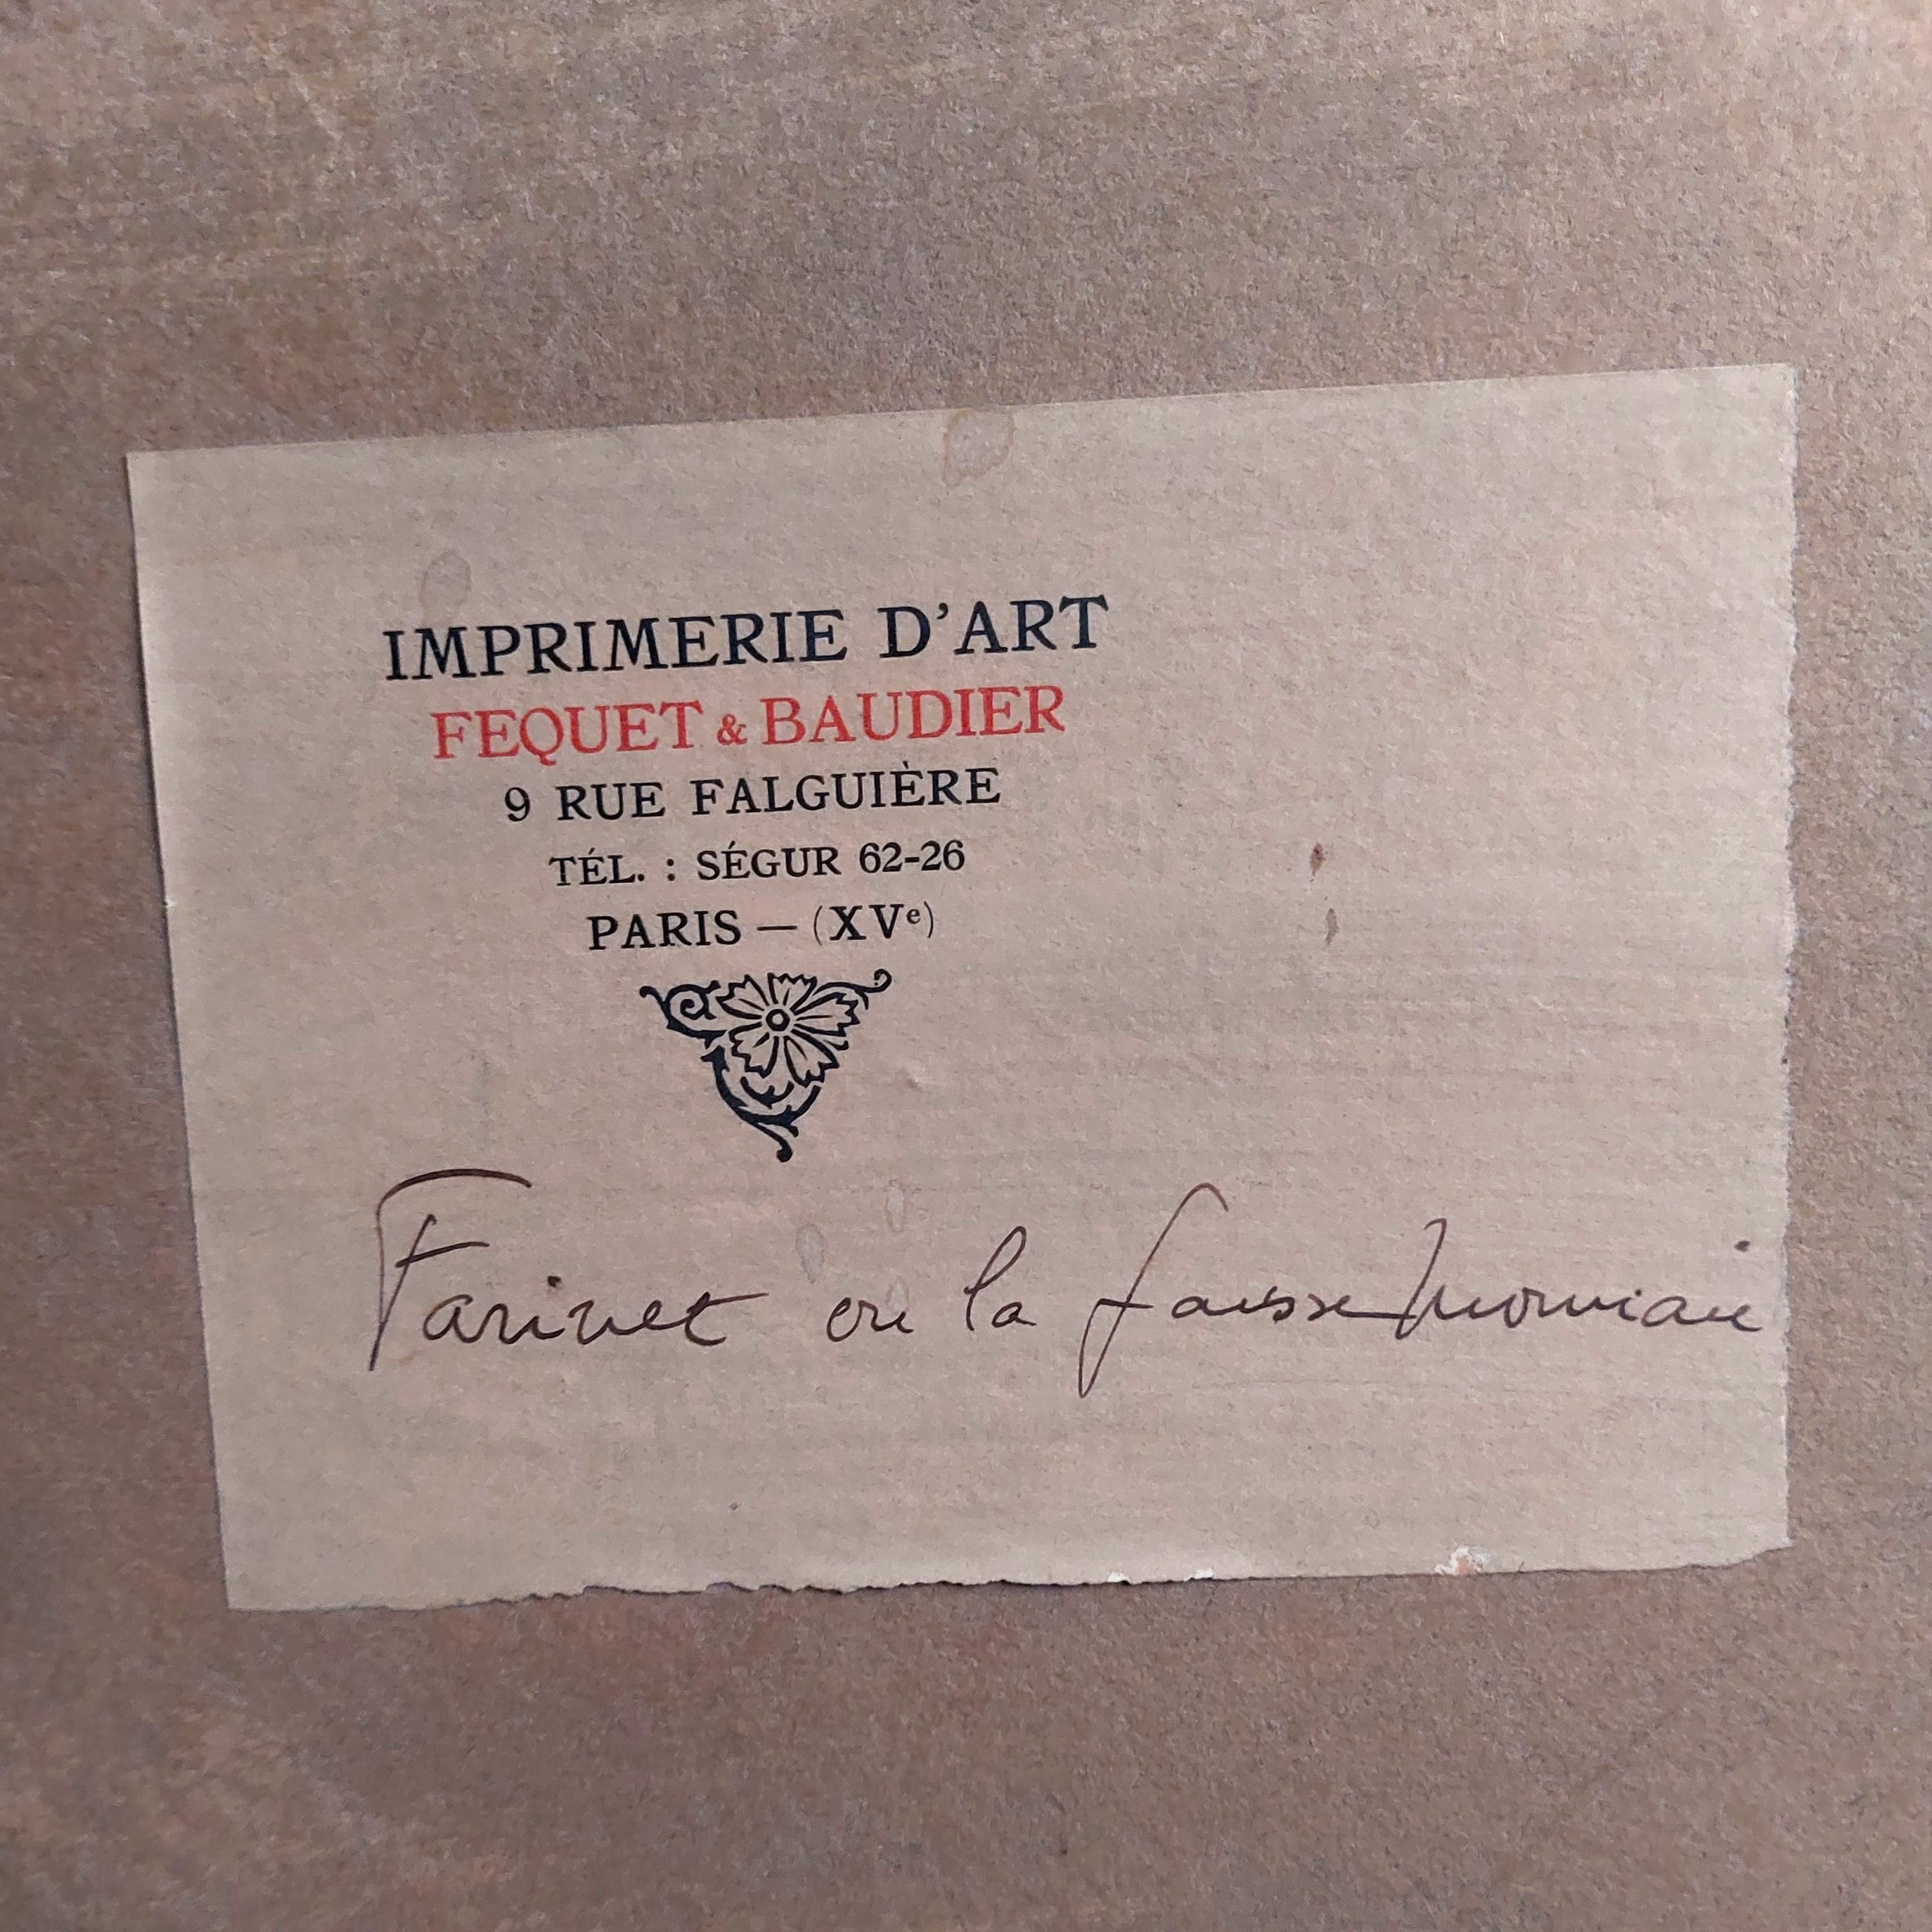 IMPRIMERIE D'ART
FEQUET & BAUDIER
9 RUE FALGUIÈRE
TÉL. : SÉGUR 62-26
PARIS — (XVe)
Farinet ou la fausse monnaie